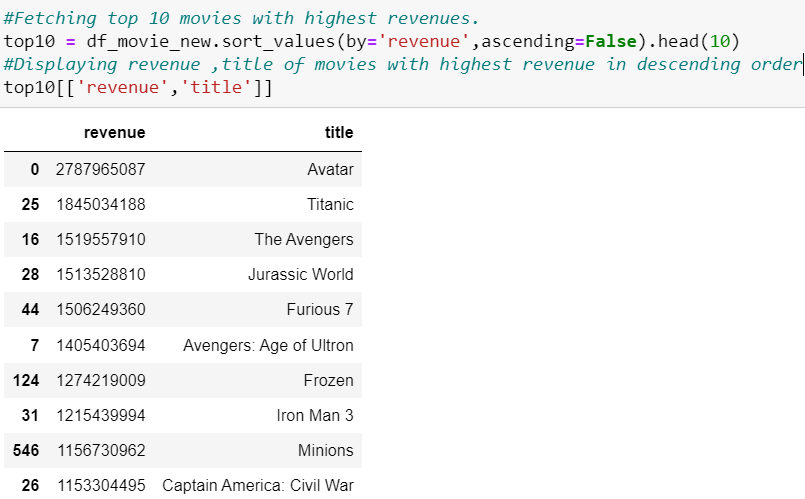 #Fetching top 10 movies with highest revenues.
top10 = df_movie_new.sort_values(by='revenue',ascending=False).head(10)
#Displaying revenue ,title of movies with highest revenue in descending order
top10[['revenue','title']]
revenue title
0 2787965087 Avatar
25 1845034188 Titanic
16 1519557910 The Avengers
28 1513528810 Jurassic World
44 1506249360 Furious 7
7 1405403694 Avengers: Age of Ultron
124 1274219009 Frozen
31 1215439994 Iron Man 3
546 1156730962 Minions
26 1153304495 Captain America: Civil War